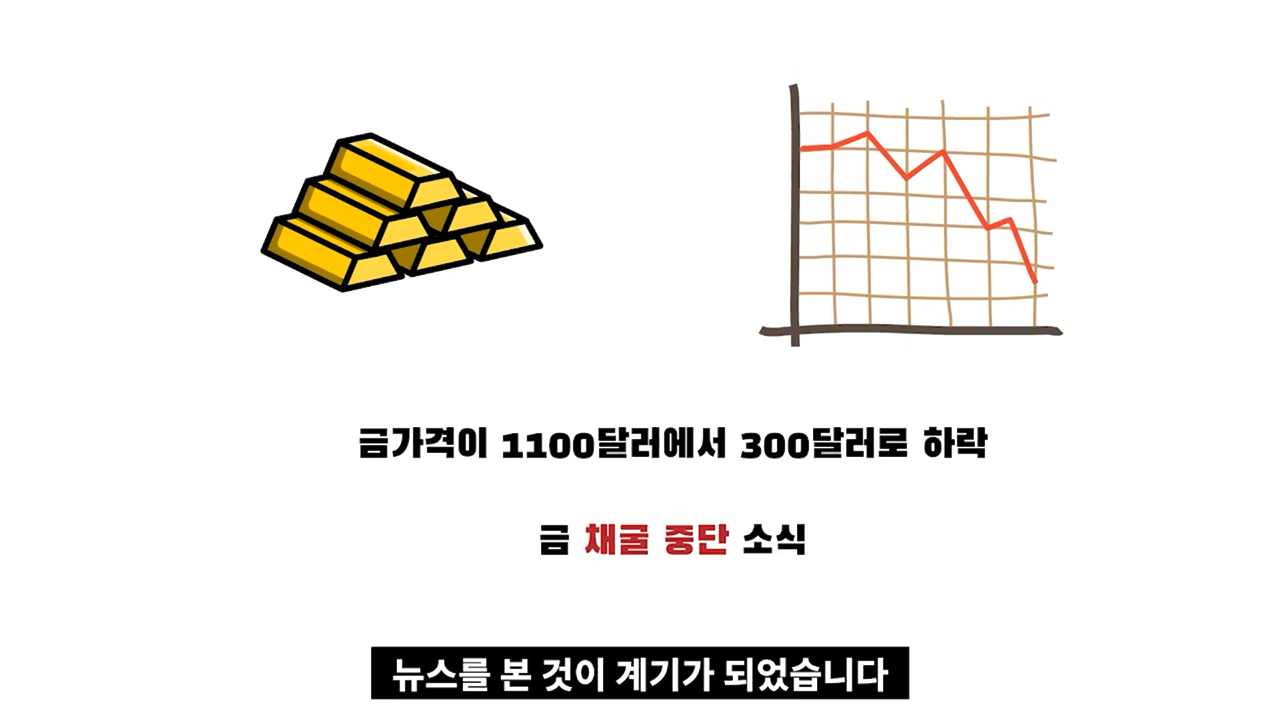 금가격이 1100달러에서 300달러로 하락
금 채굴 중단 소식
뉴스를 본 것이 계기가 되었습니다